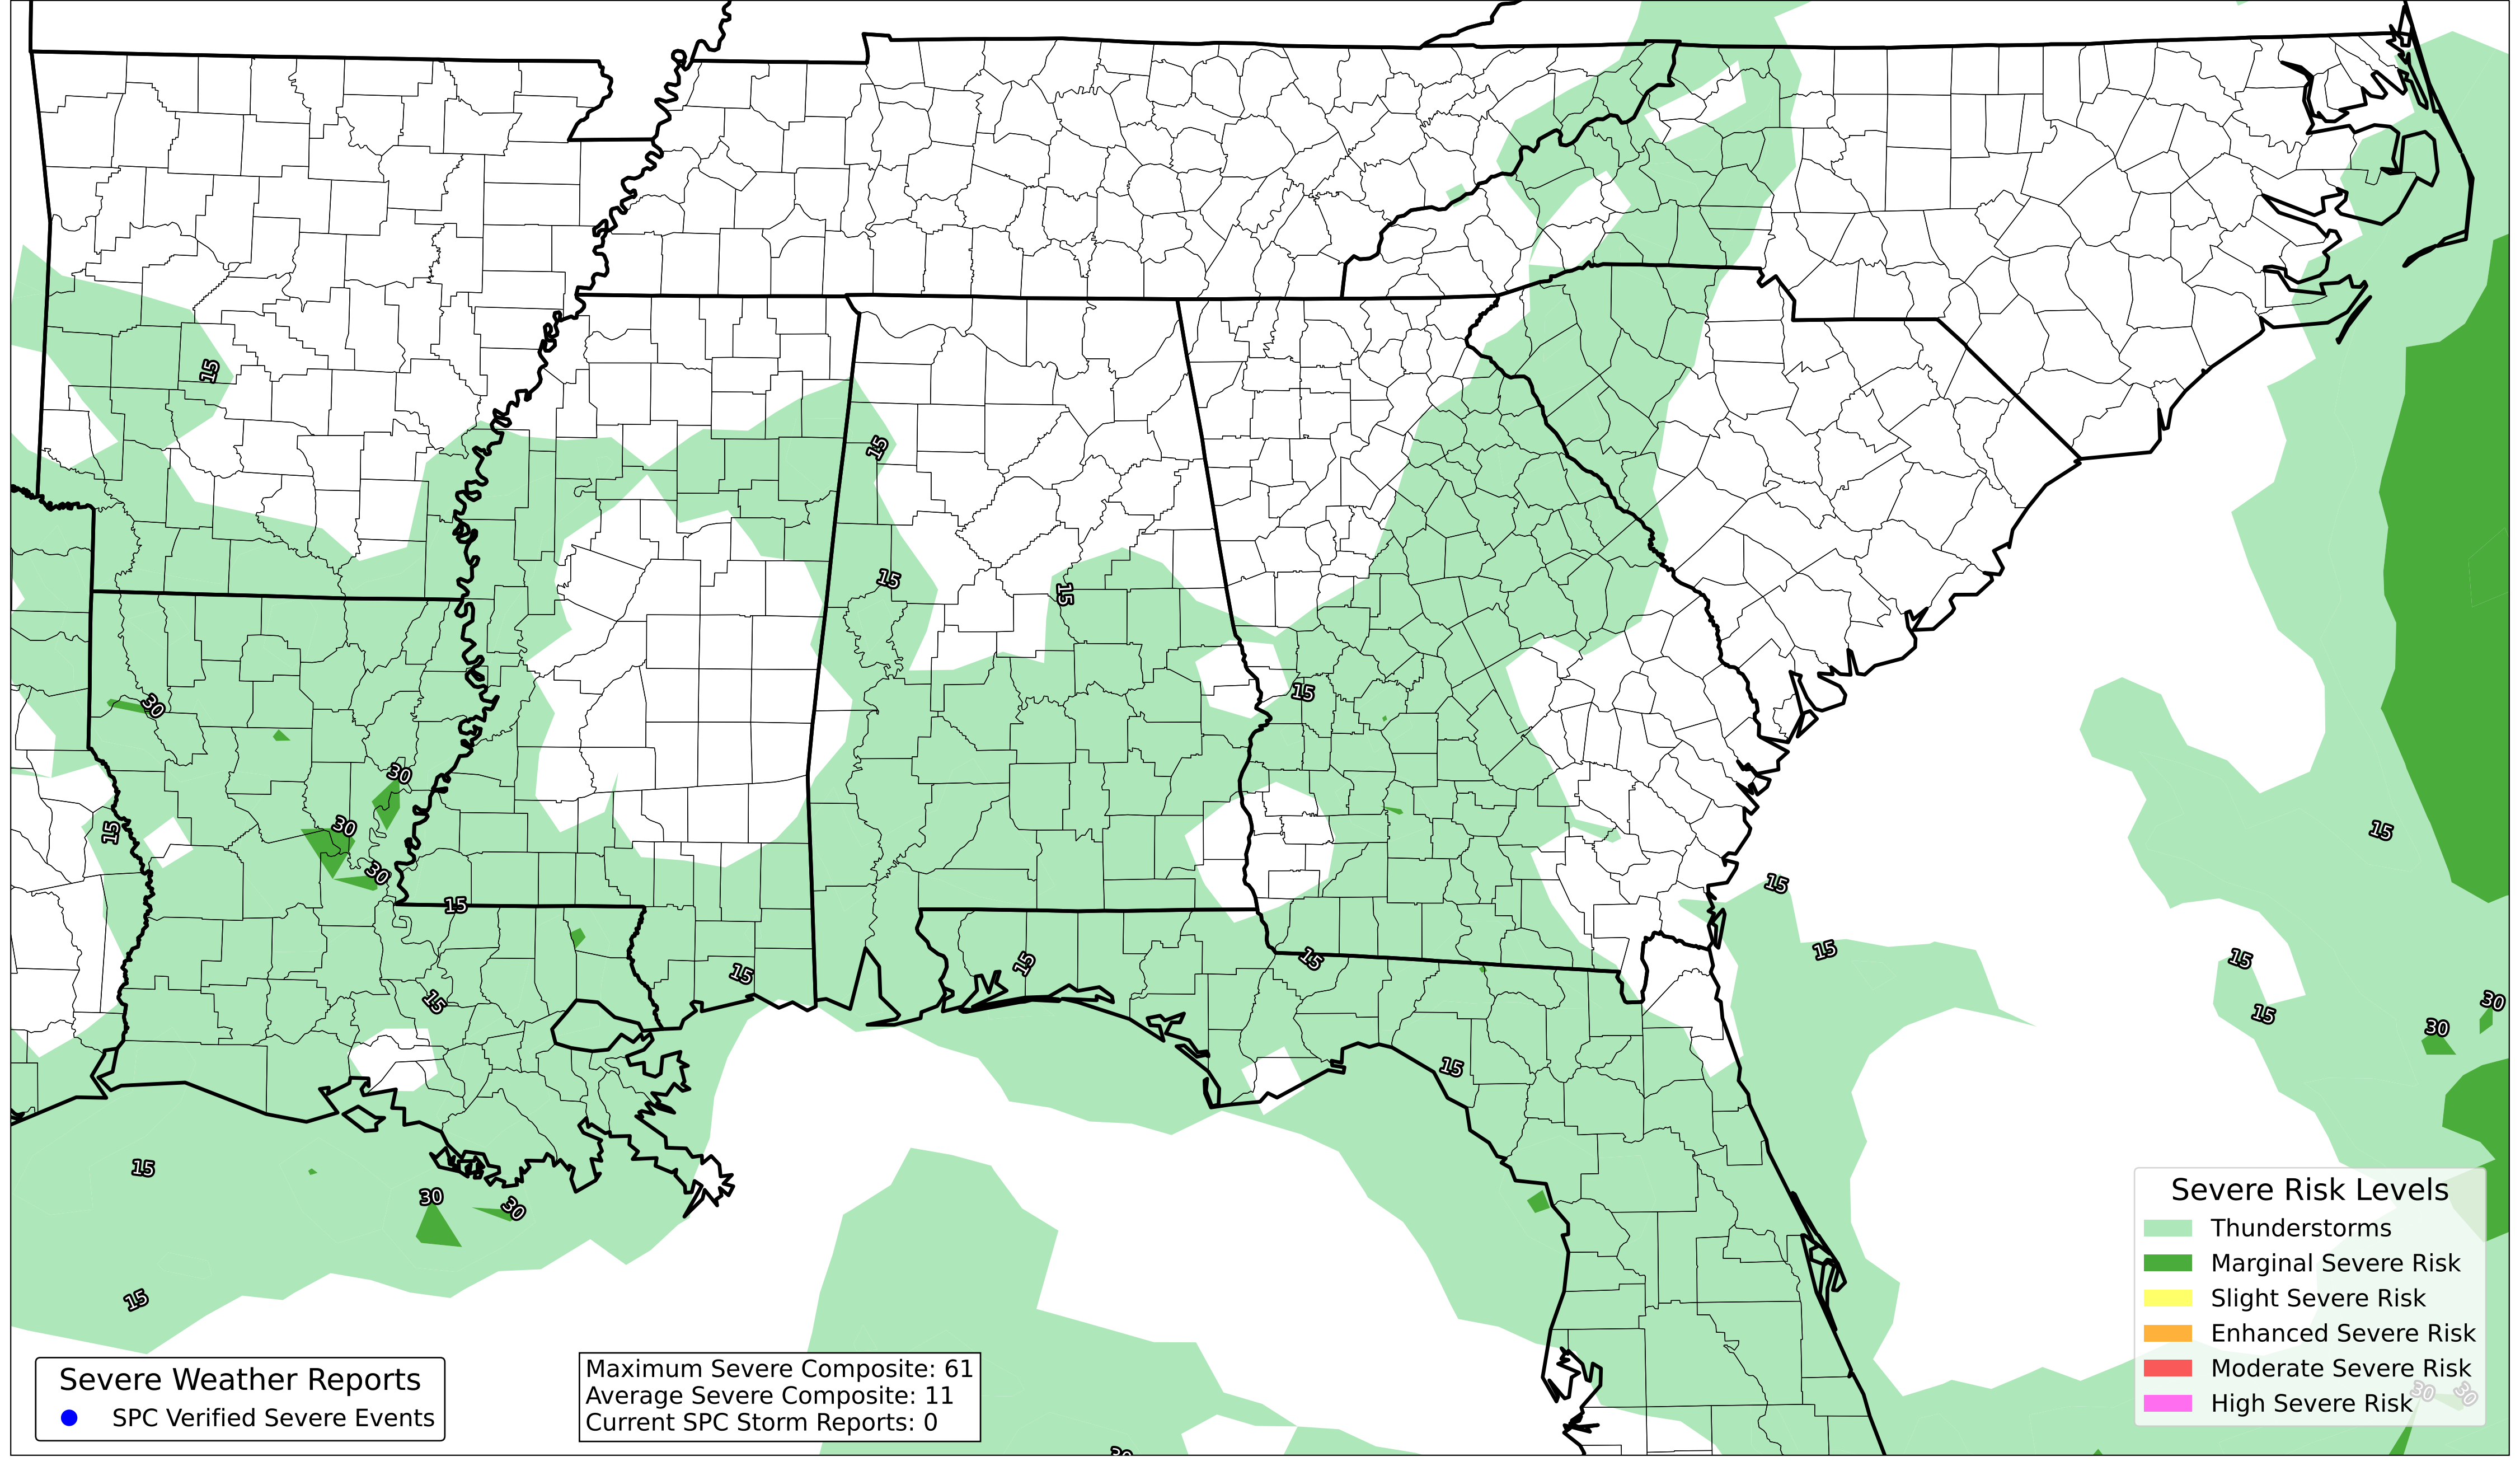 15
15
15
15
30
15
30
30
15
15
30
15
15
15
15
15
15
15
15
30
15
30
15
15
30
30
15
Severe Risk Levels
Thunderstorms
Marginal Severe Risk
Slight Severe Risk
Enhanced Severe Risk
Moderate Severe Risk
High Severe Risk
30
30
Severe Weather Reports
SPC Verified Severe Events
Maximum Severe Composite: 61
Average Severe Composite: 11
Current SPC Storm Reports: 0